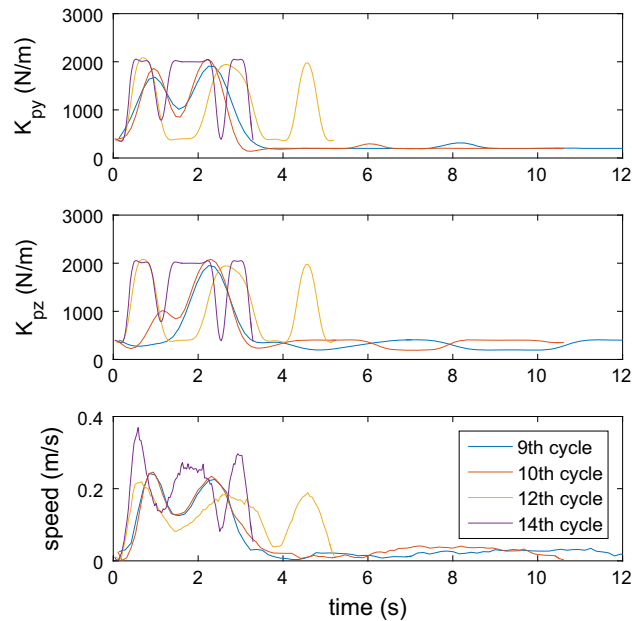 3000
2000
1000
0
K_py (N/m)
0 2 4 6 8 10 12
3000
2000
1000
0
K_pz (N/m)
0 2 4 6 8 10 12
0.4
0.2
0
speed (m/s)
9th cycle
10th cycle
12th cycle
14th cycle
0 2 4 6 8 10 12
time (s)